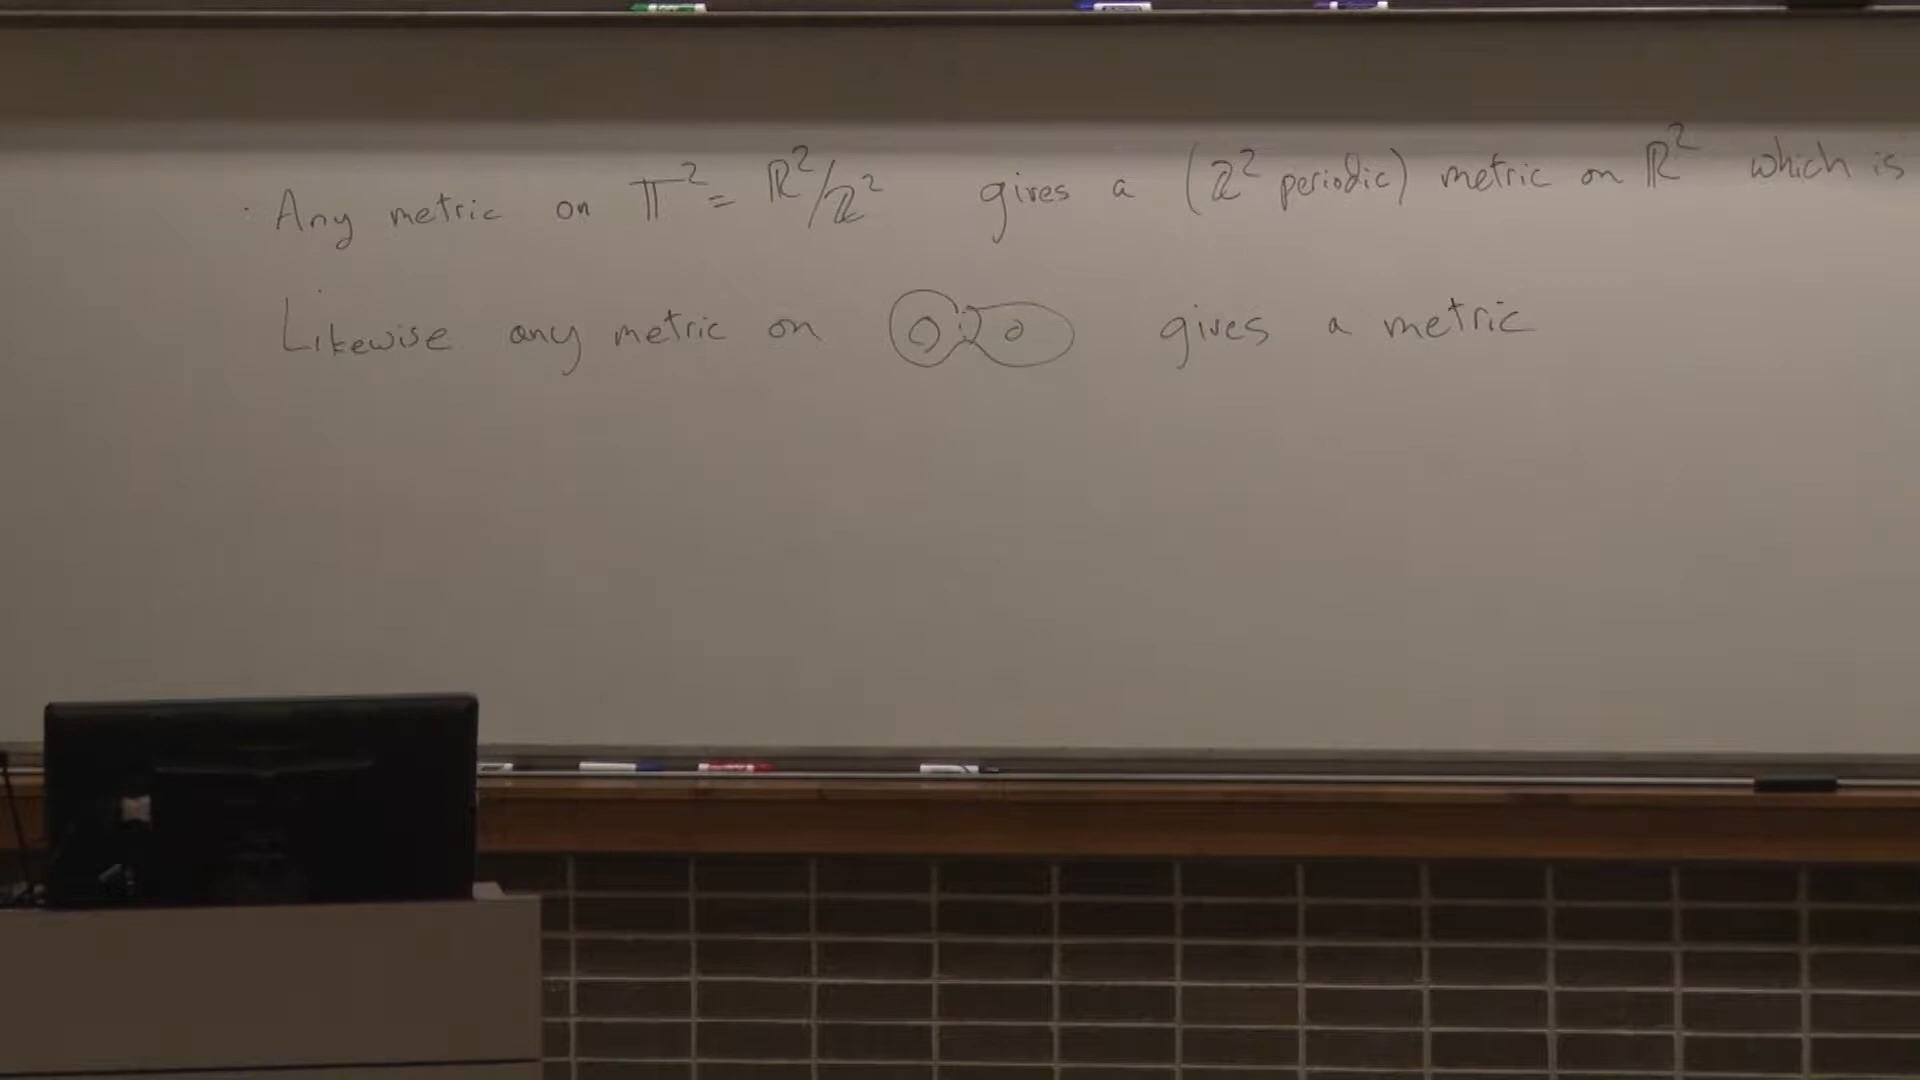 · Any metric on 𝕋² = ℝ²/ℤ² gives a (ℤ² periodic) metric on ℝ² which is
Likewise any metric on gives a metric